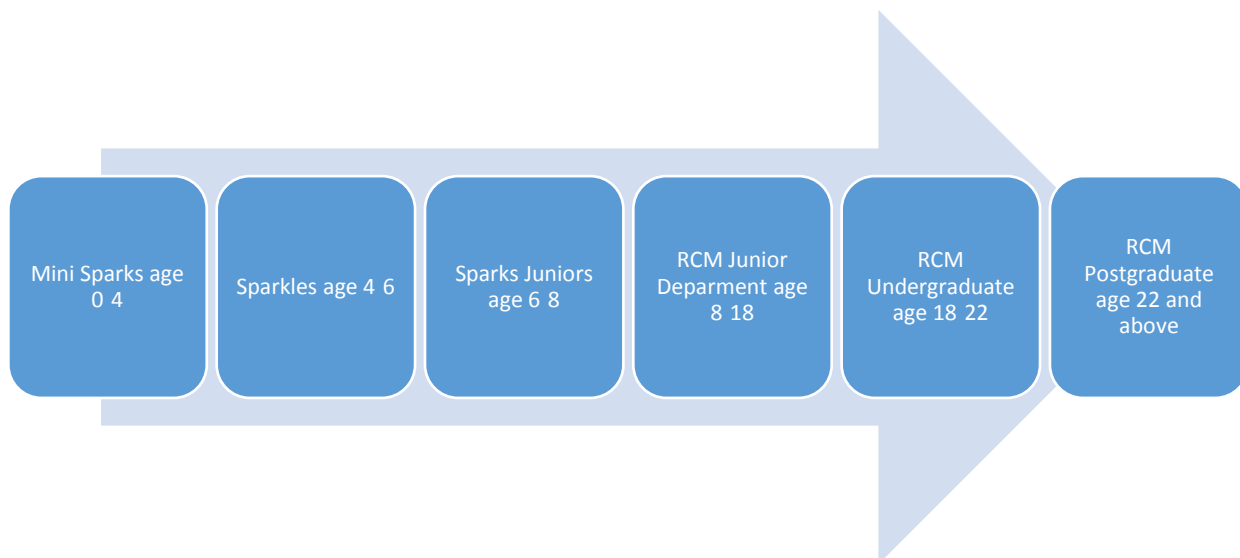 Mini Sparks age
0 4
Sparkles age 4 6
Sparks Juniors
age 6 8
RCM Junior
Deparment age
8 18
RCM
Undergraduate
age 18 22
RCM
Postgraduate
age 22 and
above